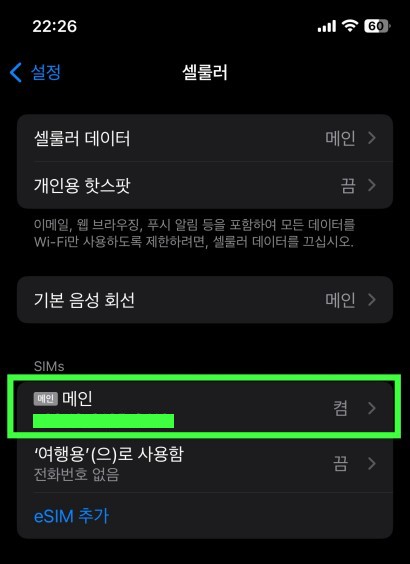 22:26
60
설정
셀룰러
셀룰러 데이터
메인
개인용 핫스팟
끔
이메일, 웹 브라우징, 푸시 알림 등을 포함하여 모든 데이터를
Wi-Fi만 사용하도록 제한하려면, 셀룰러 데이터를 끄십시오.
기본 음성 회선
메인
SIMs
메인 메인
켬
‘여행용’(으)로 사용함
전화번호 없음
끔
eSIM 추가